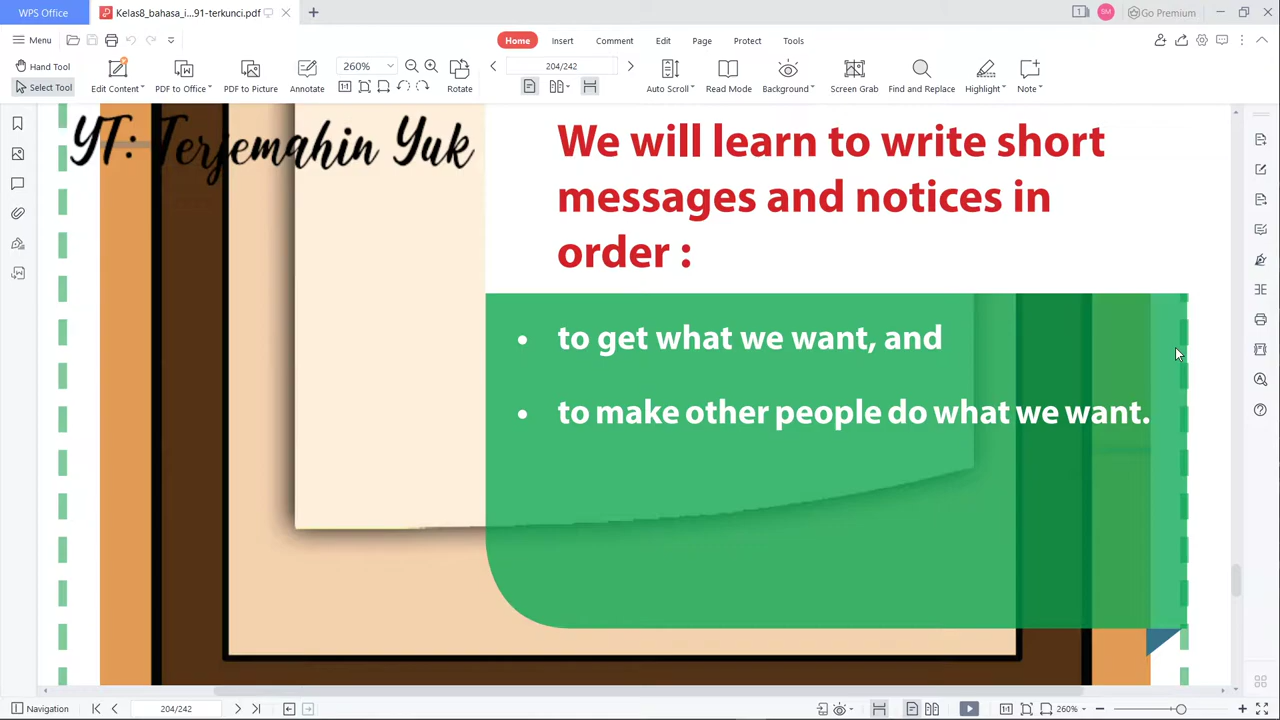 WPS Office
Kelas8_bahasa_i...91-terkunci.pdf
1
SM
Go Premium
Menu
Home
Insert
Comment
Edit
Page
Protect
Tools
Hand Tool
Select Tool
Edit Content
PDF to Office
PDF to Picture
Annotate
260%
Rotate
204/242
Auto Scroll
Read Mode
Background
Screen Grab
Find and Replace
Highlight
Note
YT: Terjemahin Yuk
We will learn to write short
messages and notices in
order :
• to get what we want, and
• to make other people do what we want.
Navigation
204/242
260%